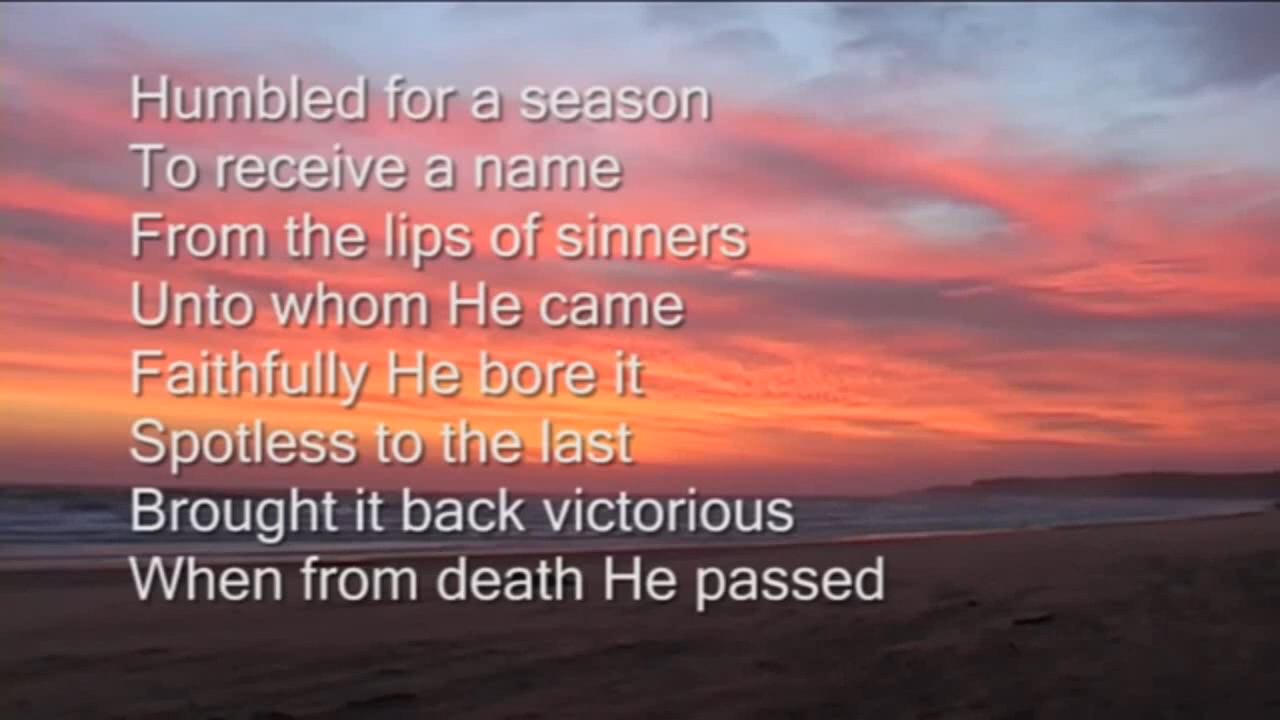 Humbled for a season
To receive a name
From the lips of sinners
Unto whom He came
Faithfully He bore it
Spotless to the last
Brought it back victorious
When from death He passed